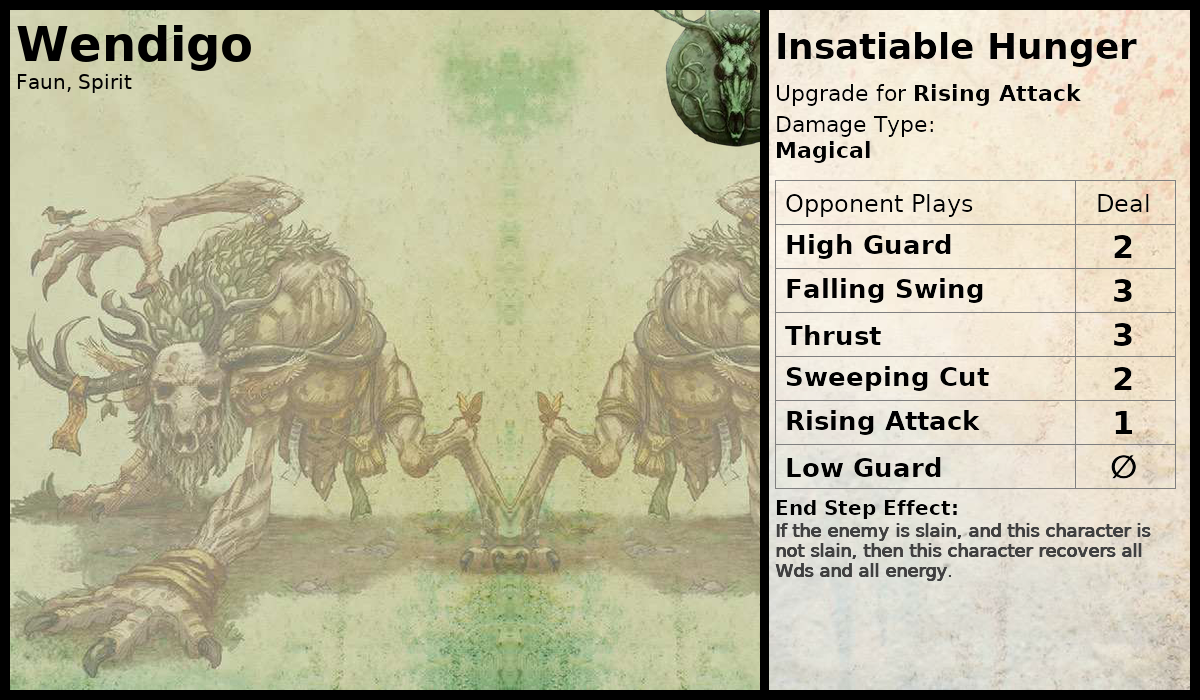 Wendigo
Faun, Spirit
Insatiable Hunger
Upgrade for Rising Attack
Damage Type:
Magical
Opponent Plays Deal
High Guard 2
Falling Swing 3
Thrust 3
Sweeping Cut 2
Rising Attack 1
Low Guard ∅
End Step Effect:
If the enemy is slain, and this character is
not slain, then this character recovers all
Wds and all energy.